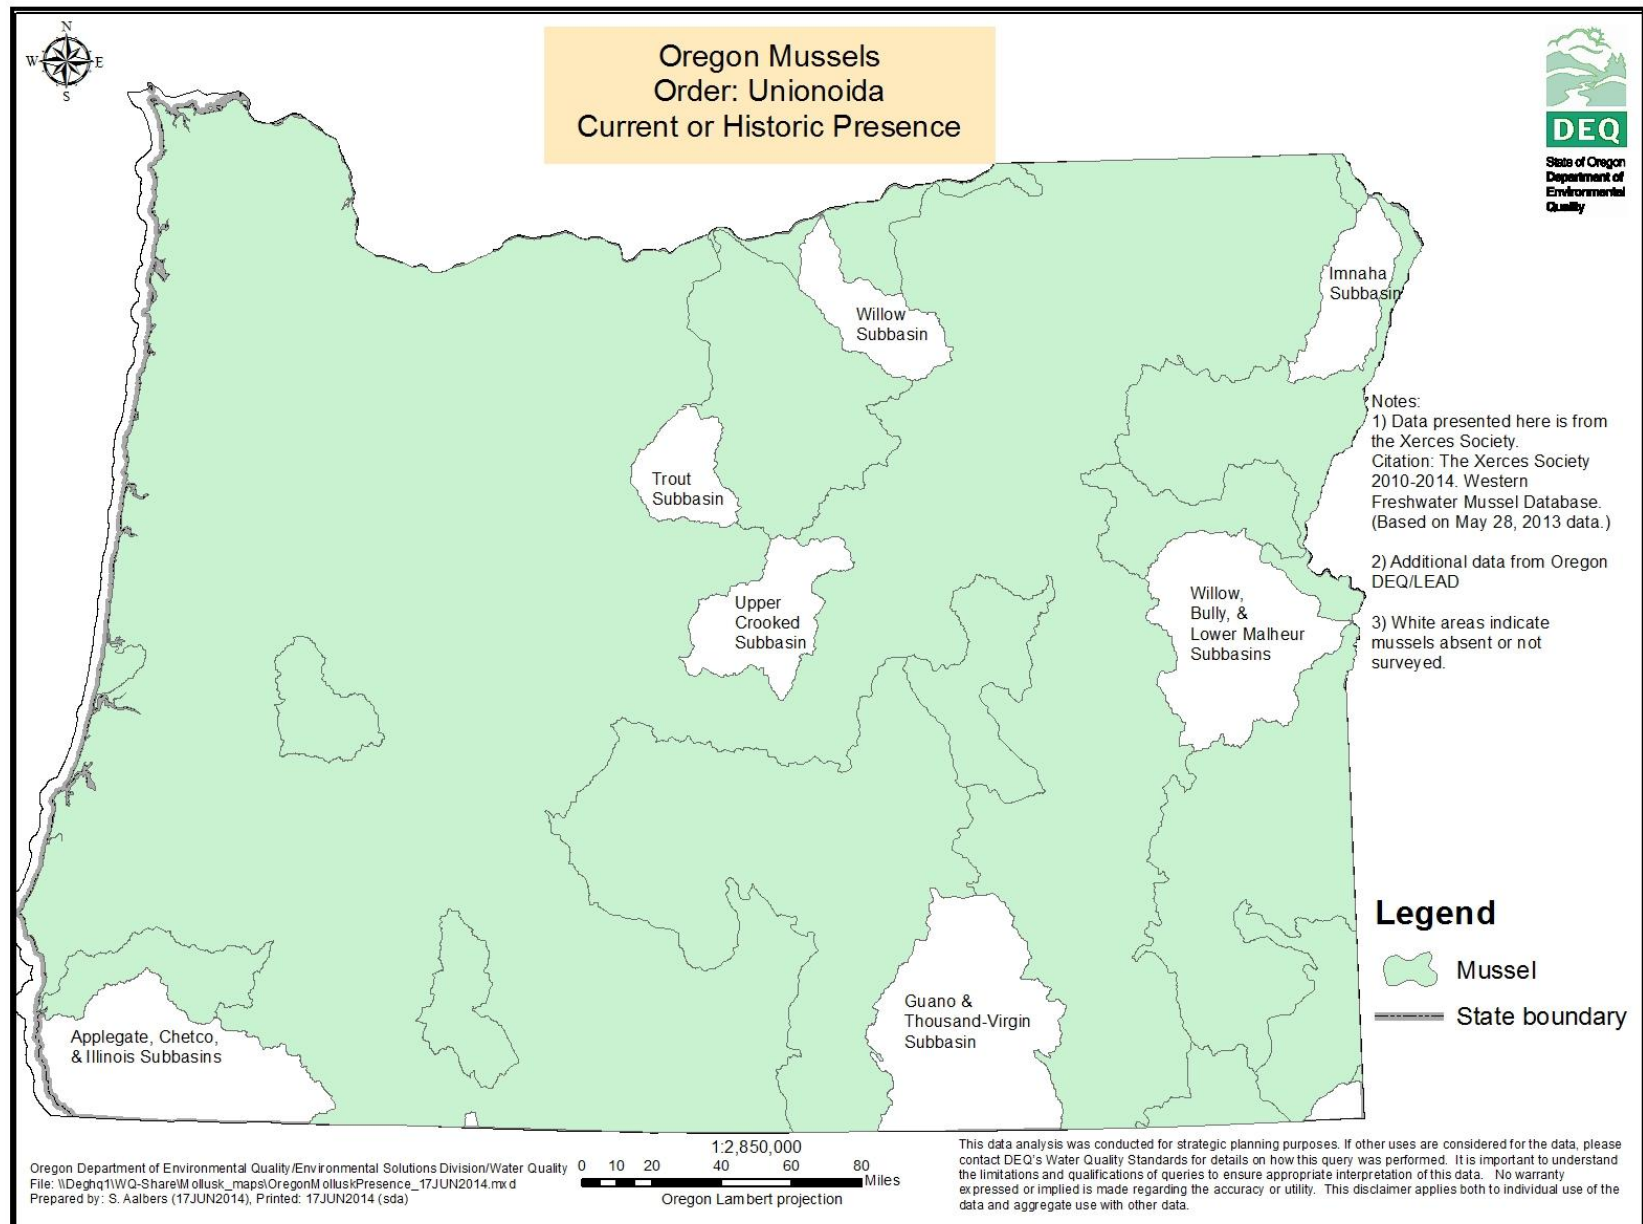 N
W E
S
Oregon Mussels
Order: Unionoida
Current or Historic Presence
DEQ
State of Oregon
Department of
Environmental
Quality
Imnaha
Subbasin
Willow
Subbasin
Trout
Subbasin
Upper
Crooked
Subbasin
Willow,
Bully, &
Lower Malheur
Subbasins
Notes:
1) Data presented here is from
the Xerces Society.
Citation: The Xerces Society
2010-2014. Western
Freshwater Mussel Database.
(Based on May 28, 2013 data.)
2) Additional data from Oregon
DEQ/LEAD
3) White areas indicate
mussels absent or not
surveyed.
Applegate, Chetco,
& Illinois Subbasins
Guano &
Thousand-Virgin
Subbasin
Legend
Mussel
State boundary
Oregon Department of Environmental Quality/Environmental Solutions Division/Water Quality
File: \\Deqhq1\WQ-Share\Mollusk_maps\OregonMolluskPresence_17JUN2014.mxd
Prepared by: S. Aalbers (17JUN2014), Printed: 17JUN2014 (sda)
1:2,850,000
0 10 20 40 60 80
Miles
Oregon Lambert projection
This data analysis was conducted for strategic planning purposes. If other uses are considered for the data, please
contact DEQ's Water Quality Standards for details on how this query was performed. It is important to understand
the limitations and qualifications of queries to ensure appropriate interpretation of this data. No warranty
expressed or implied is made regarding the accuracy or utility. This disclaimer applies both to individual use of the
data and aggregate use with other data.